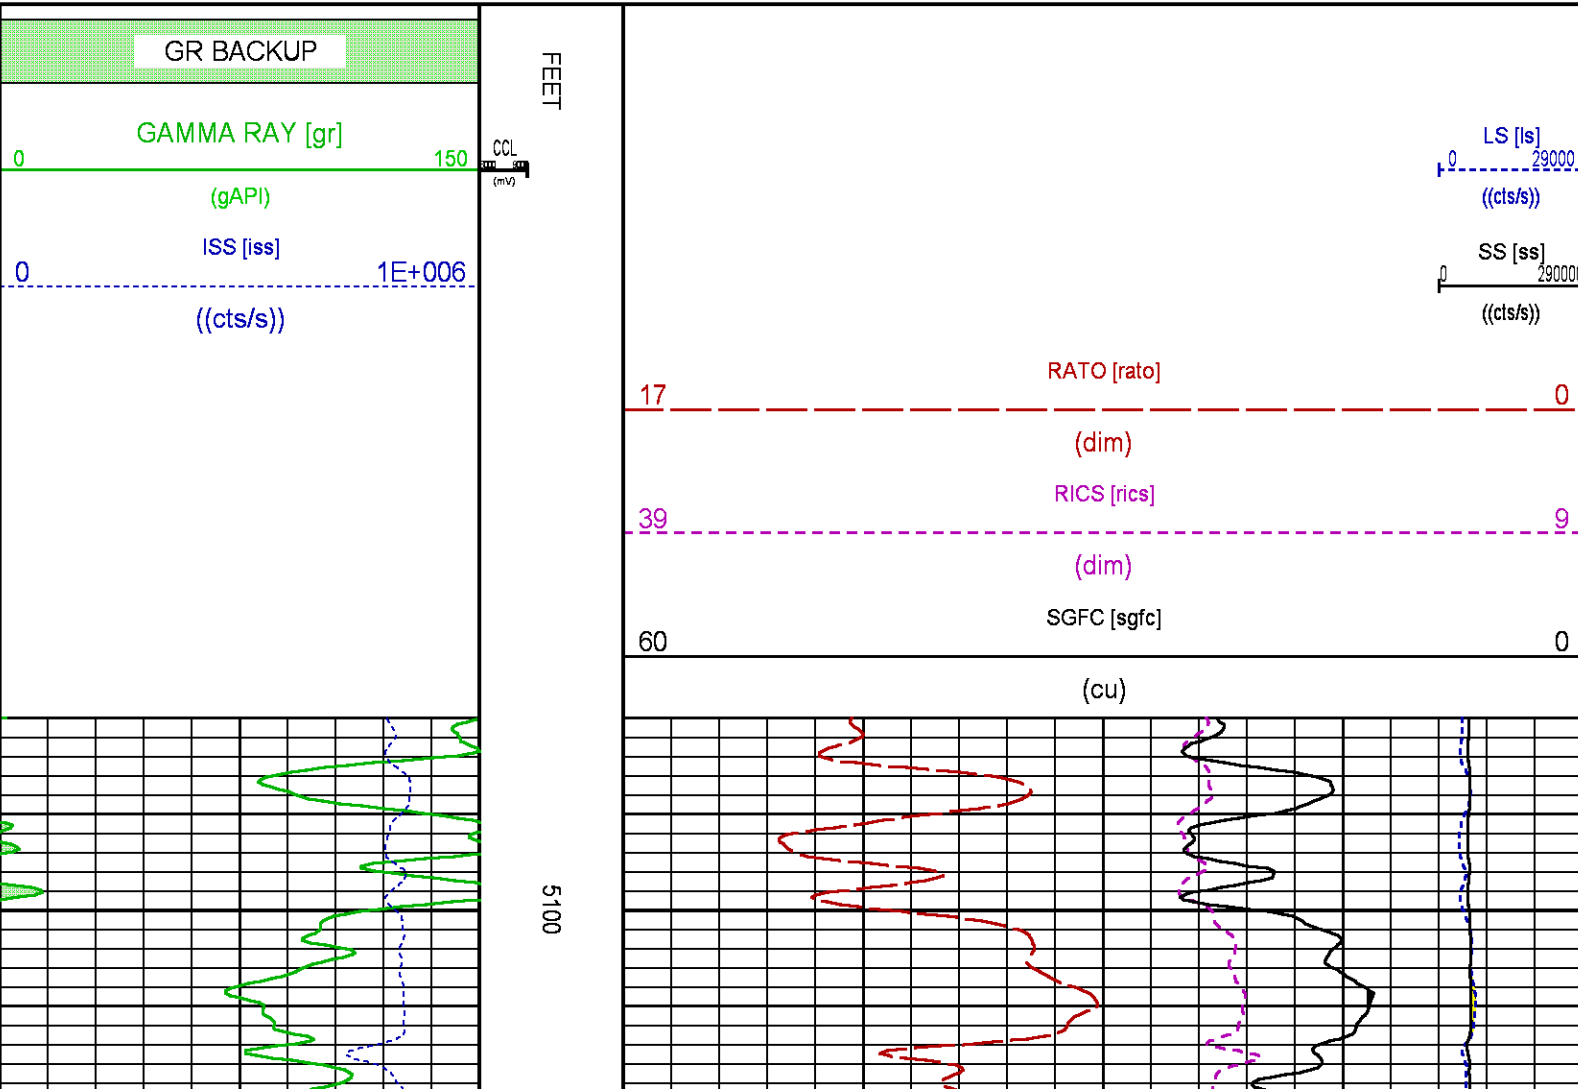 GR BACKUP
GAMMA RAY [gr]
0 150
(gAPI)
ISS [iss]
0 1E+006
((cts/s))
FEET
CCL
(mV)
LS [ls]
0 29000
((cts/s))
SS [ss]
0 290000
((cts/s))
RATO [rato]
17 0
(dim)
RICS [rics]
39 9
(dim)
SGFC [sgfc]
60 0
(cu)
5100